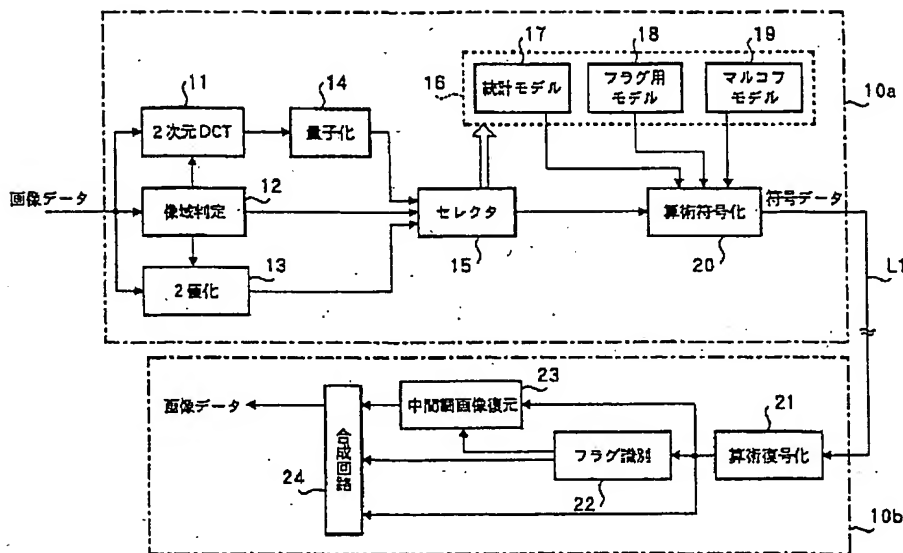 17
18
19
16
統計モデル
フラグ用
モデル
マルコフ
モデル
10a
11
14
2次元DCT
量子化
画像データ
12
像域判定
セレクタ
15
算術符号化
20
符号データ
13
2値化
L1
画像データ
23
中間調画像復元
21
合成回路
24
フラグ識別
22
算術復号化
10b